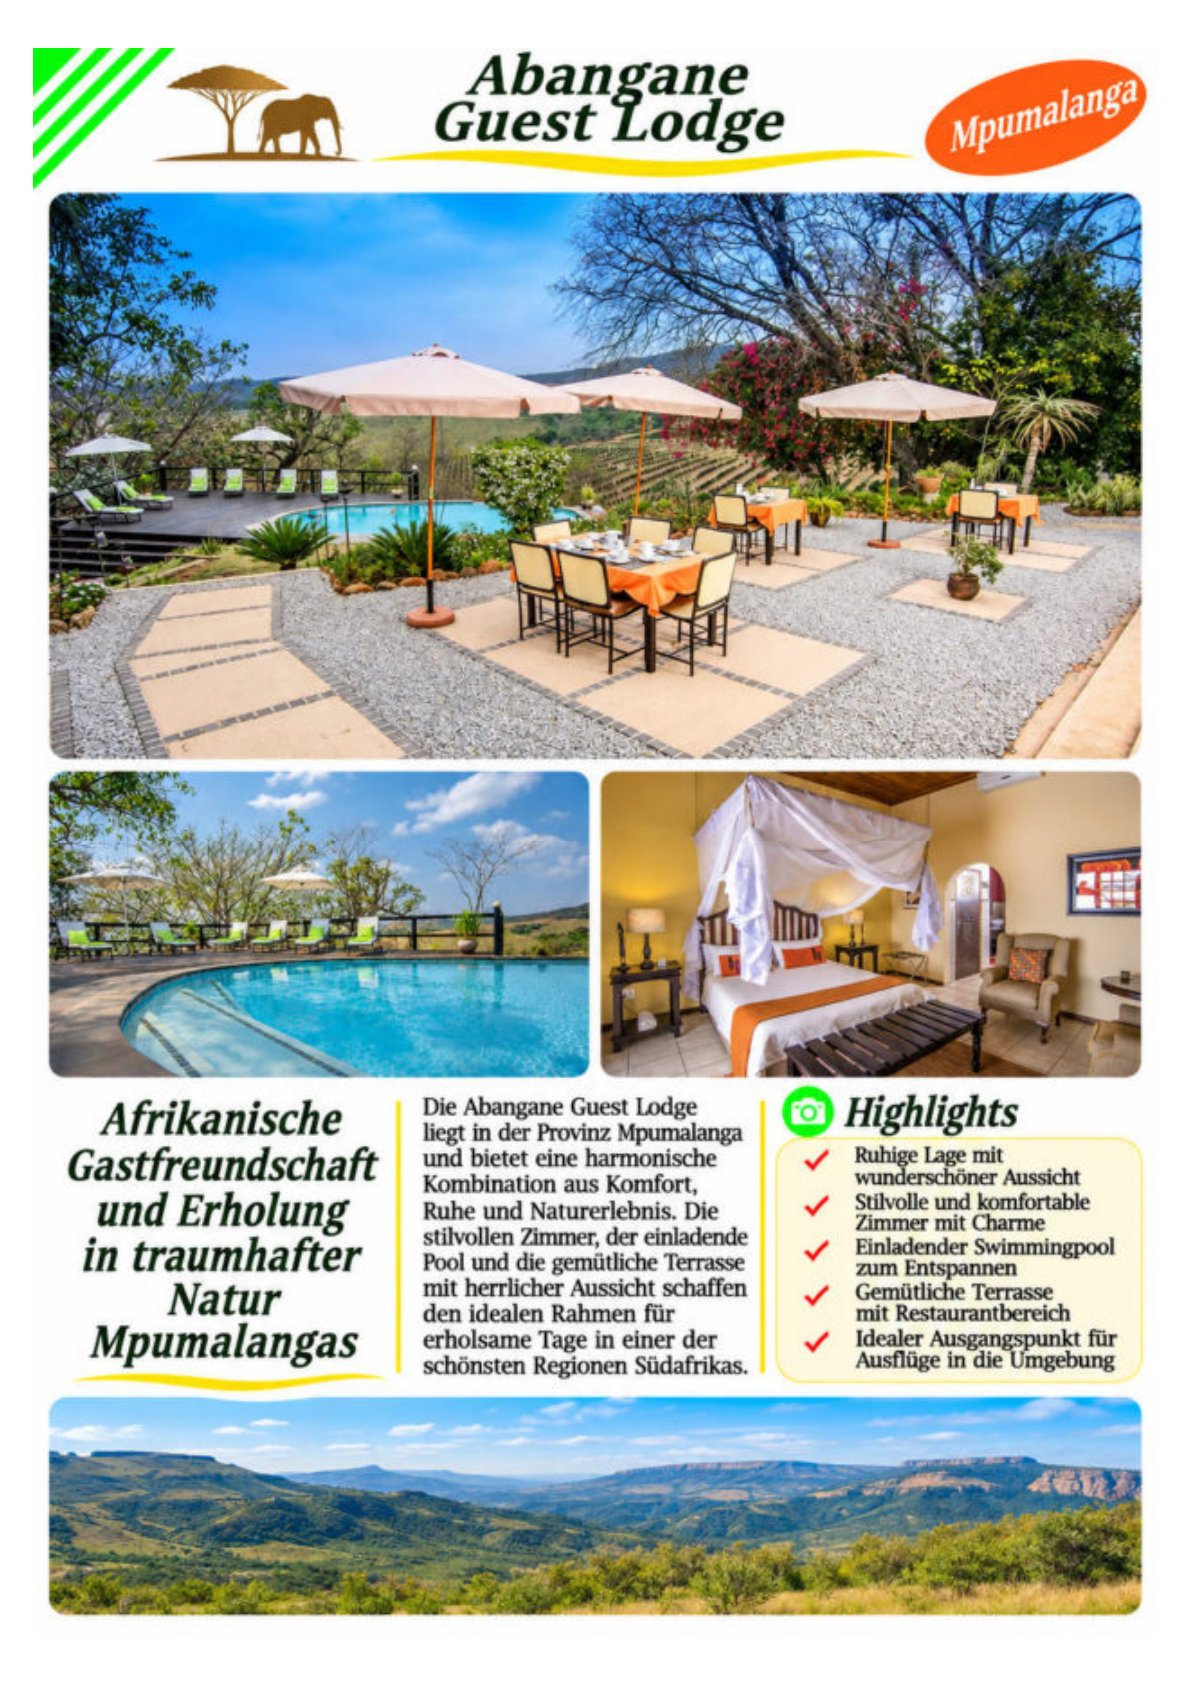 Abangane
Guest Lodge
Mpumalanga
Afrikanische
Gastfreundschaft
und Erholung
in traumhafter
Natur
Mpumalangas
Die Abangane Guest Lodge
liegt in der Provinz Mpumalanga
und bietet eine harmonische
Kombination aus Komfort,
Ruhe und Naturerlebnis. Die
stilvollen Zimmer, der einladende
Pool und die gemütliche Terrasse
mit herrlicher Aussicht schaffen
den idealen Rahmen für
erholsame Tage in einer der
schönsten Regionen Südafrikas.
Highlights
Ruhige Lage mit
wunderschöner Aussicht
Stilvolle und komfortable
Zimmer mit Charme
Einladender Swimmingpool
zum Entspannen
Gemütliche Terrasse
mit Restaurantbereich
Idealer Ausgangspunkt für
Ausflüge in die Umgebung